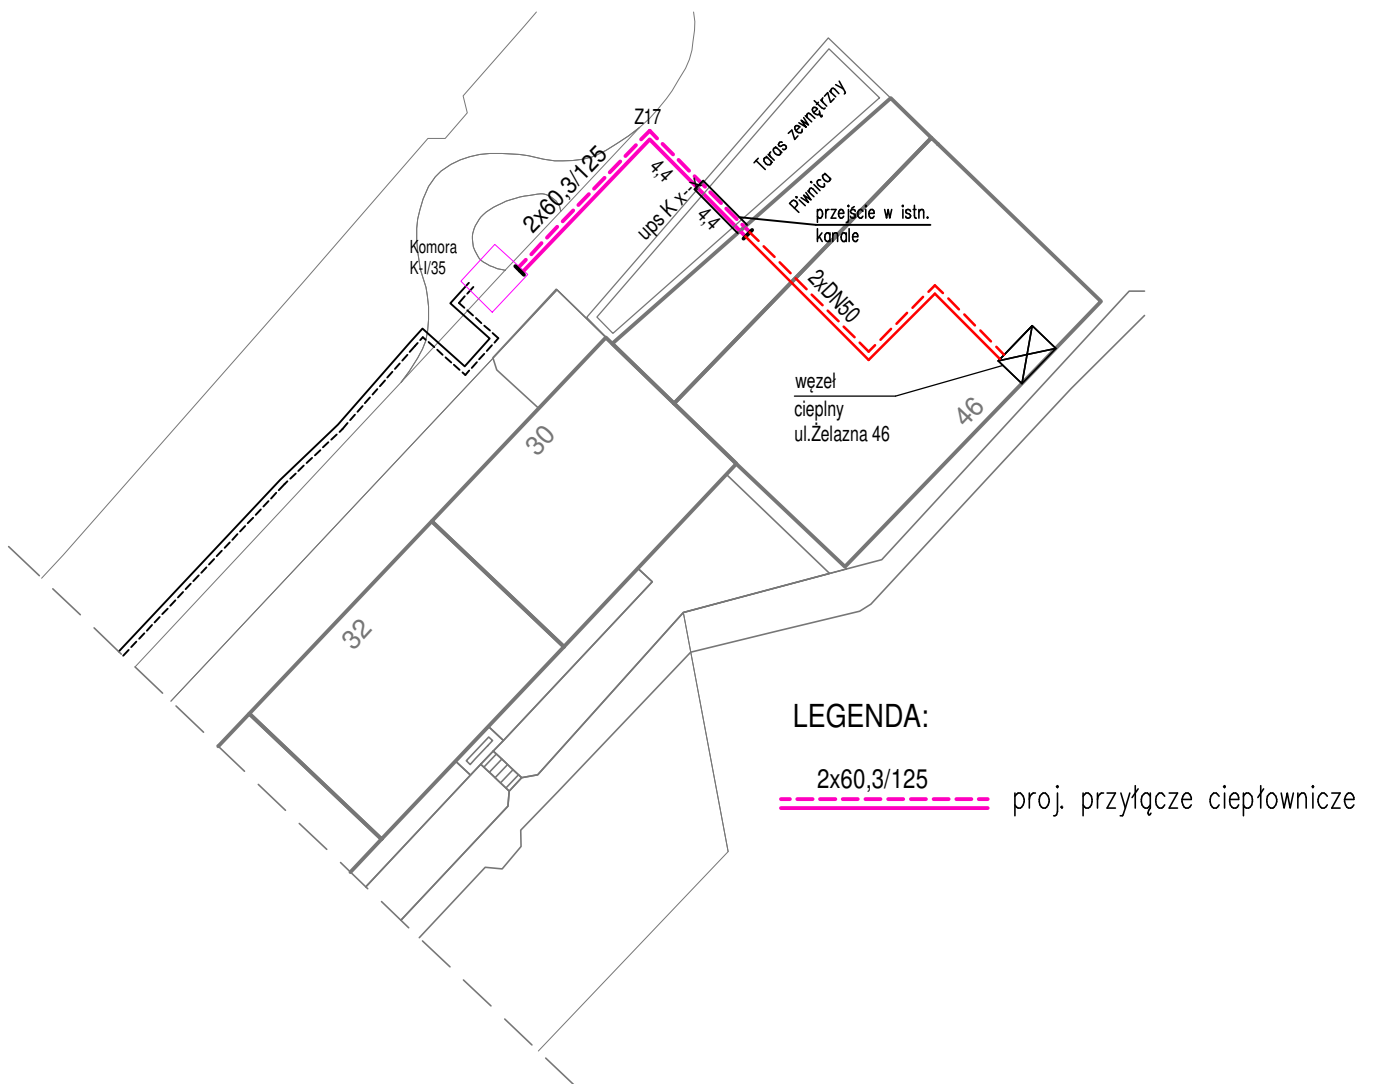 Z17
Taras zewnętrzny
2x60,3/125
4,4
Piwnica
ups K x
4,4
przejście w istn.
kanale
Komora
K-I/35
2xDN50
węzeł
cieplny
ul.Żelazna 46
46
30
32
LEGENDA:
2x60,3/125
proj. przyłącze ciepłownicze